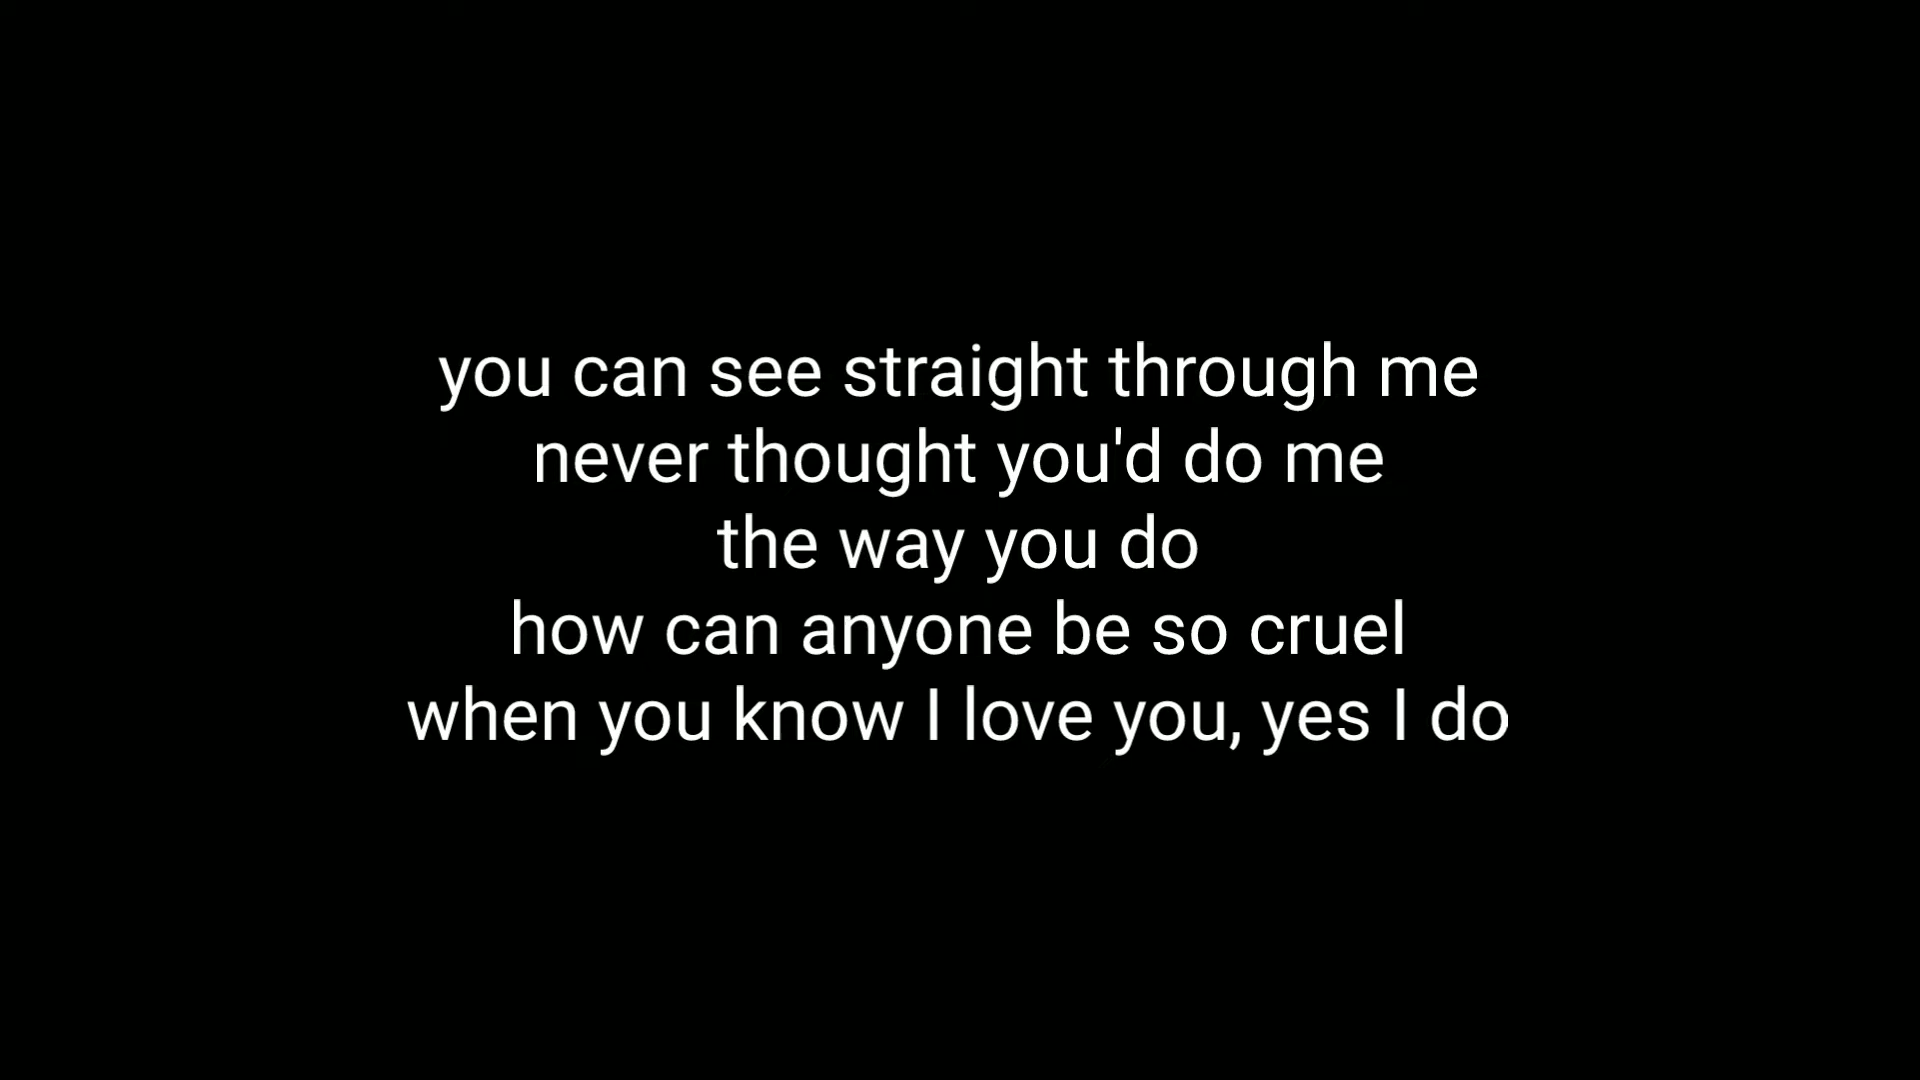 you can see straight through me
never thought you'd do me
the way you do
how can anyone be so cruel
when you know I love you, yes I do